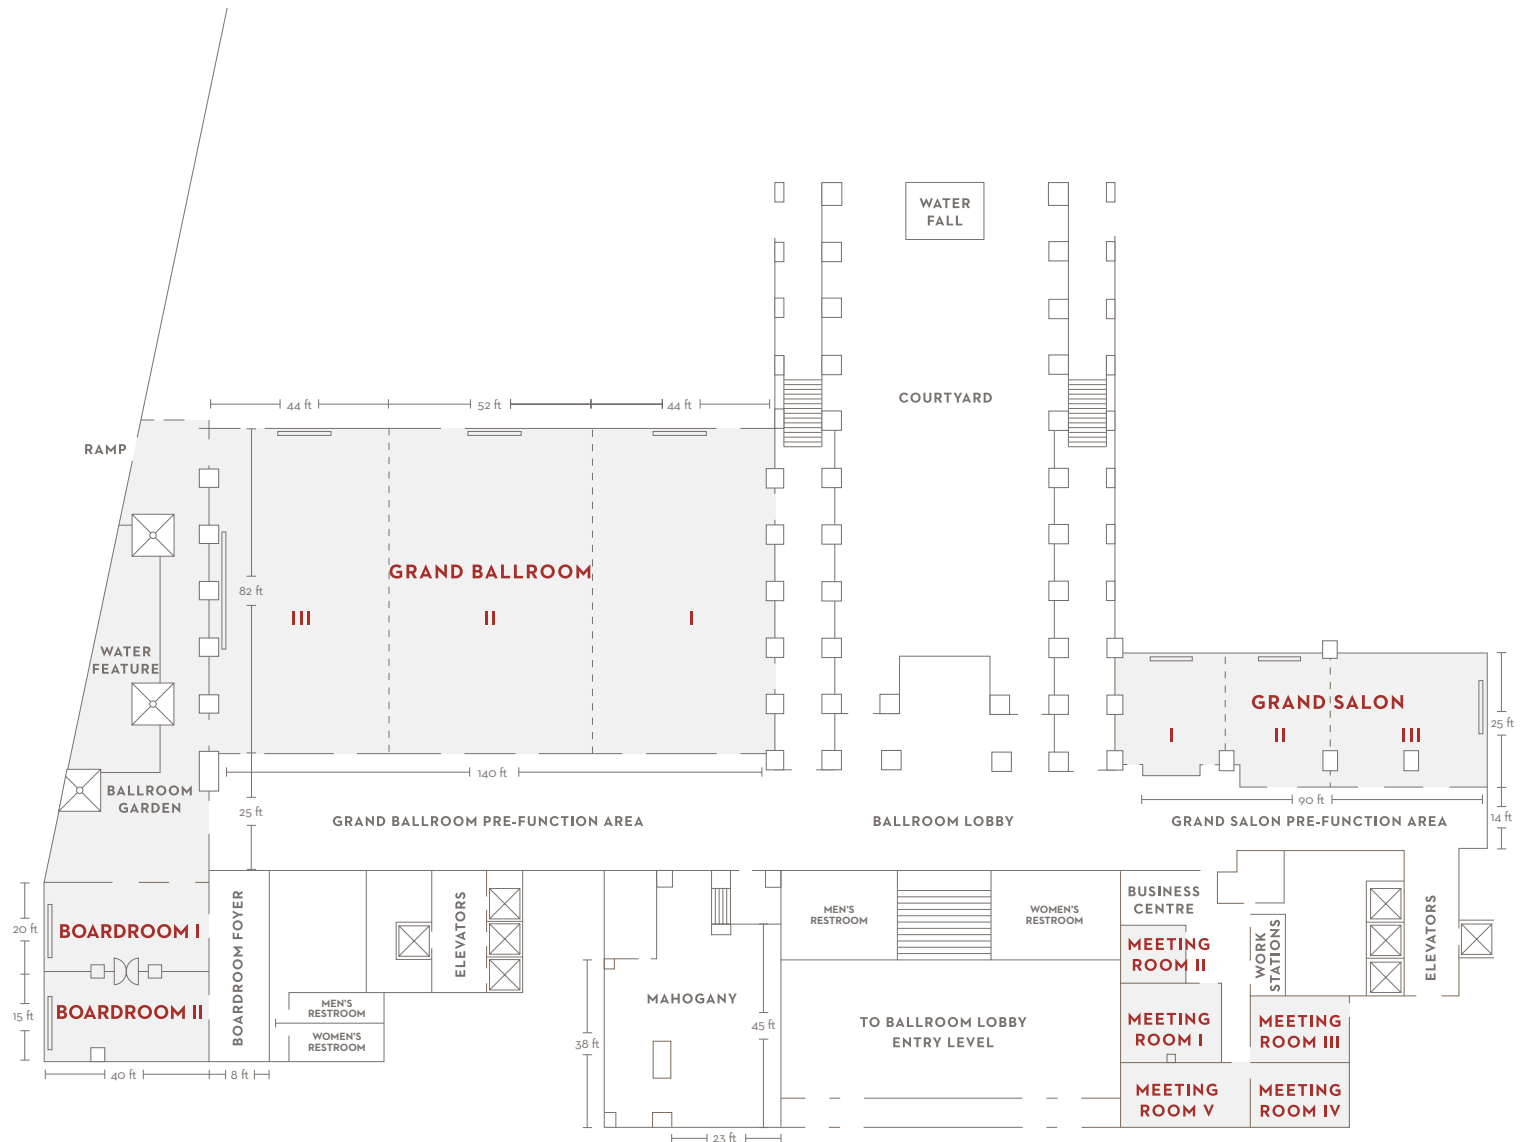 WATER
FALL
COURTYARD
44 ft
52 ft
44 ft
RAMP
GRAND BALLROOM
82 ft
III
II
I
WATER
FEATURE
GRAND SALON
I
II
III
25 ft
140 ft
BALLROOM
GARDEN
25 ft
90 ft
14 ft
GRAND BALLROOM PRE-FUNCTION AREA
BALLROOM LOBBY
GRAND SALON PRE-FUNCTION AREA
20 ft
BOARDROOM I
BOARDROOM FOYER
ELEVATORS
MEN'S
RESTROOM
WOMEN'S
RESTROOM
BUSINESS
CENTRE
MEETING
ROOM II
WORK
STATIONS
ELEVATORS
15 ft
BOARDROOM II
MEN'S
RESTROOM
WOMEN'S
RESTROOM
MAHOGANY
38 ft
45 ft
TO BALLROOM LOBBY
ENTRY LEVEL
MEETING
ROOM I
MEETING
ROOM III
40 ft
8 ft
MEETING
ROOM V
MEETING
ROOM IV
23 ft